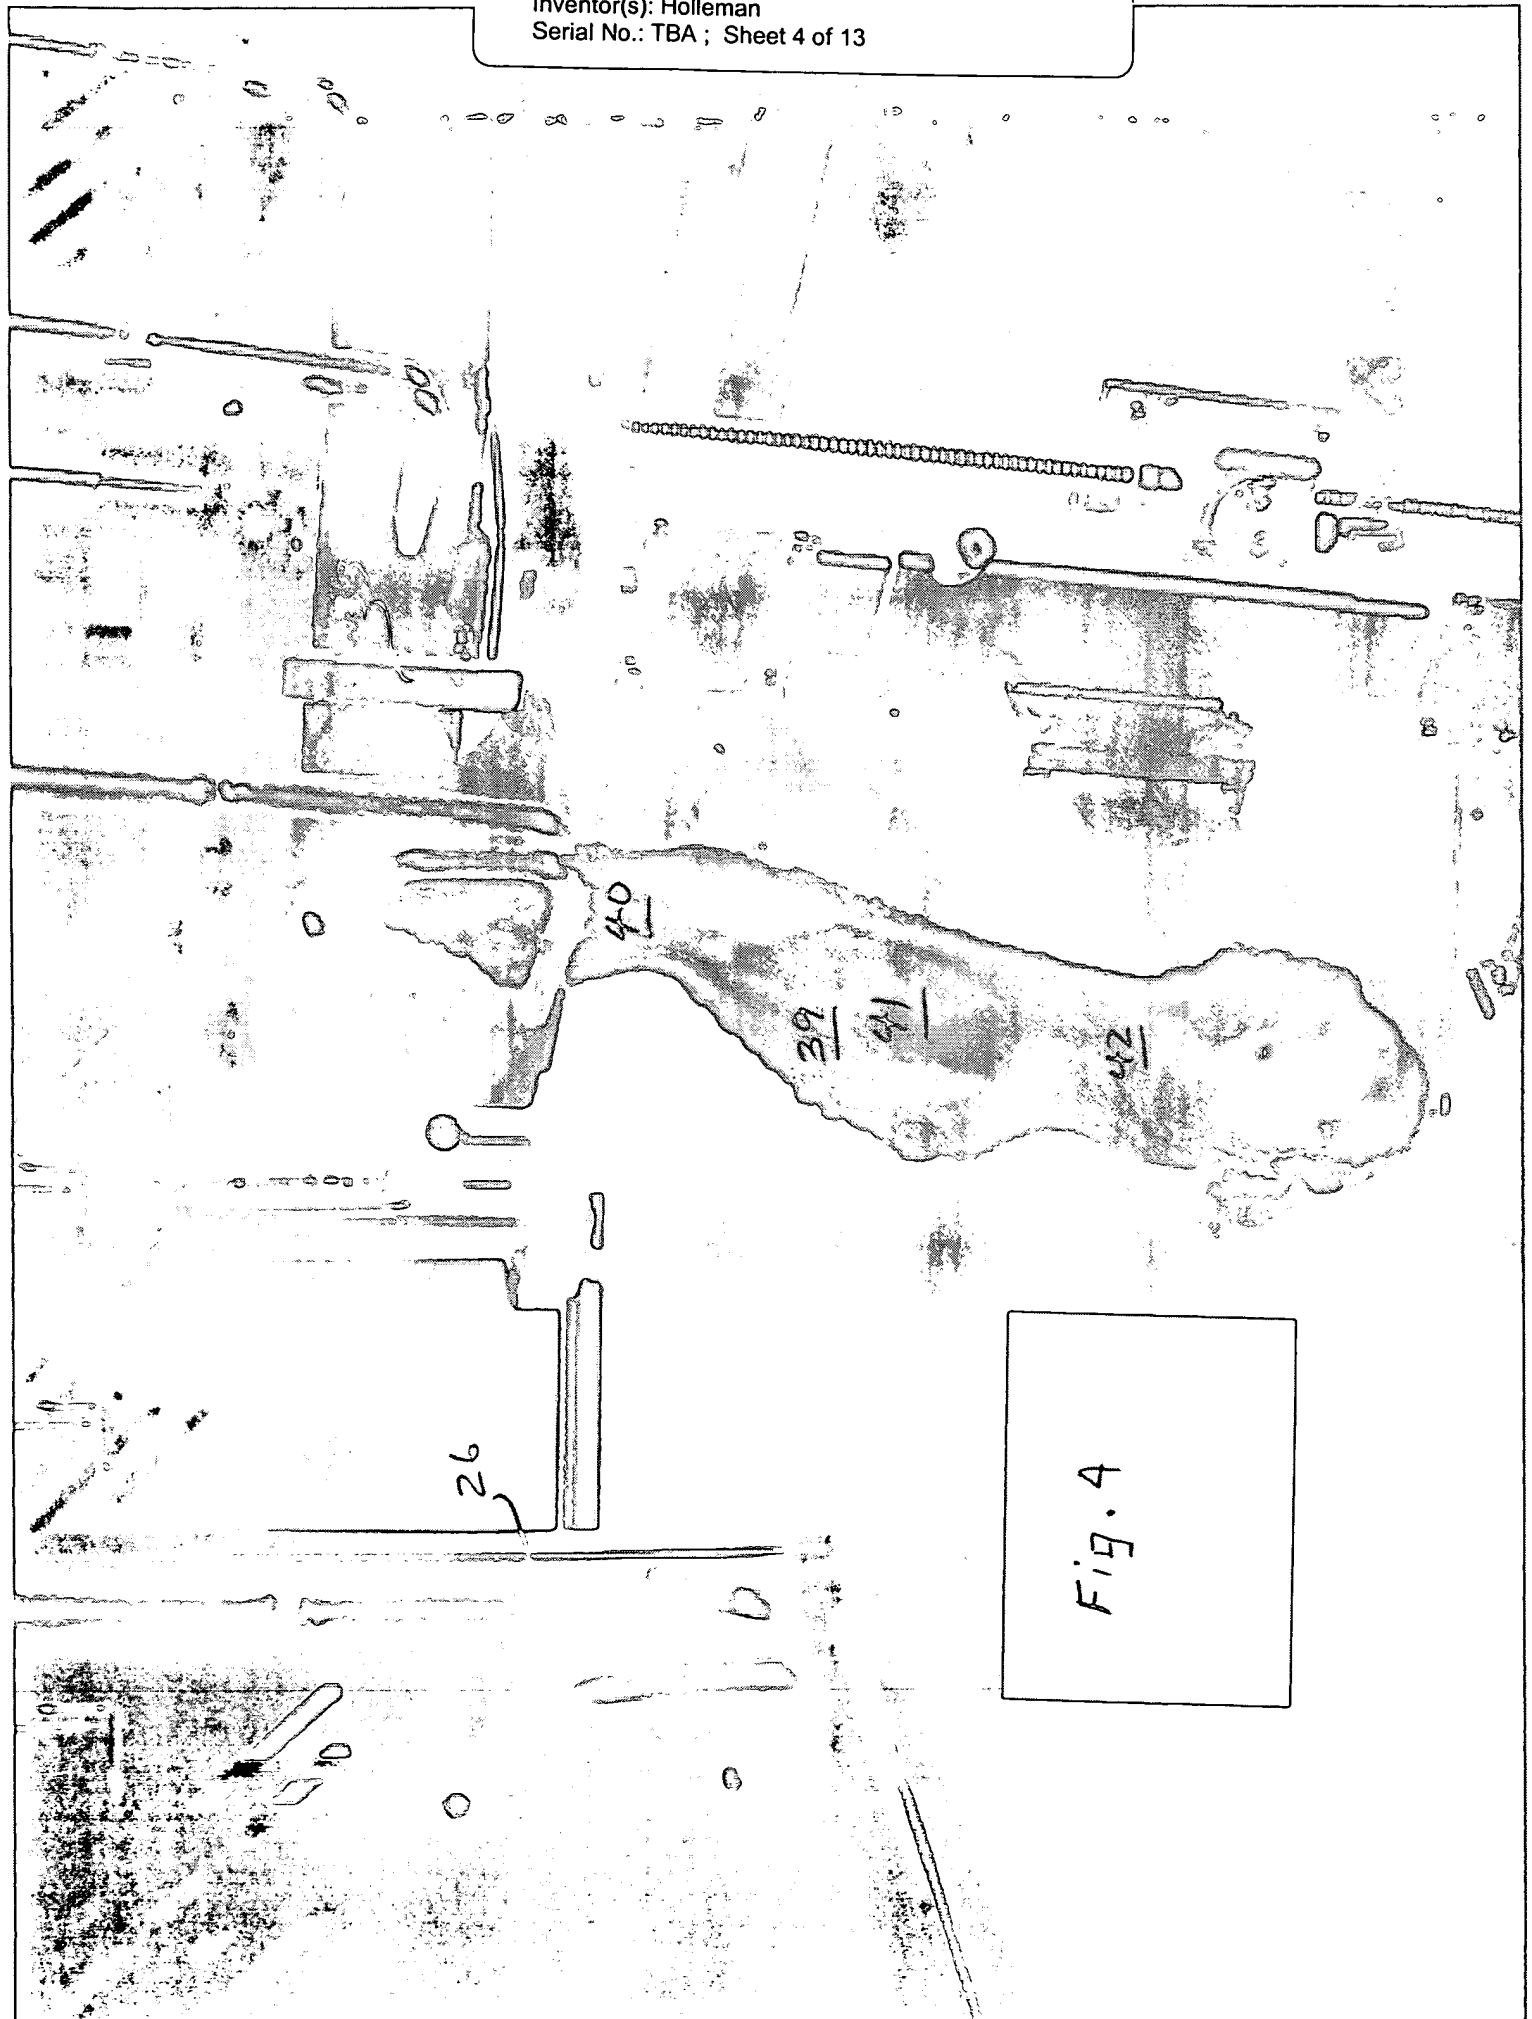 Inventor(s): Holleman
Serial No.: TBA ; Sheet 4 of 13
40
39
41
42
26
Fig. 4